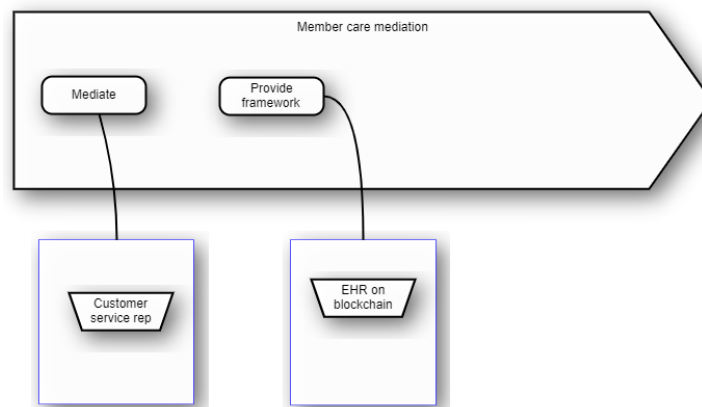 Member care mediation
Mediate
Provide
framework
Customer
service rep
EHR on
blockchain